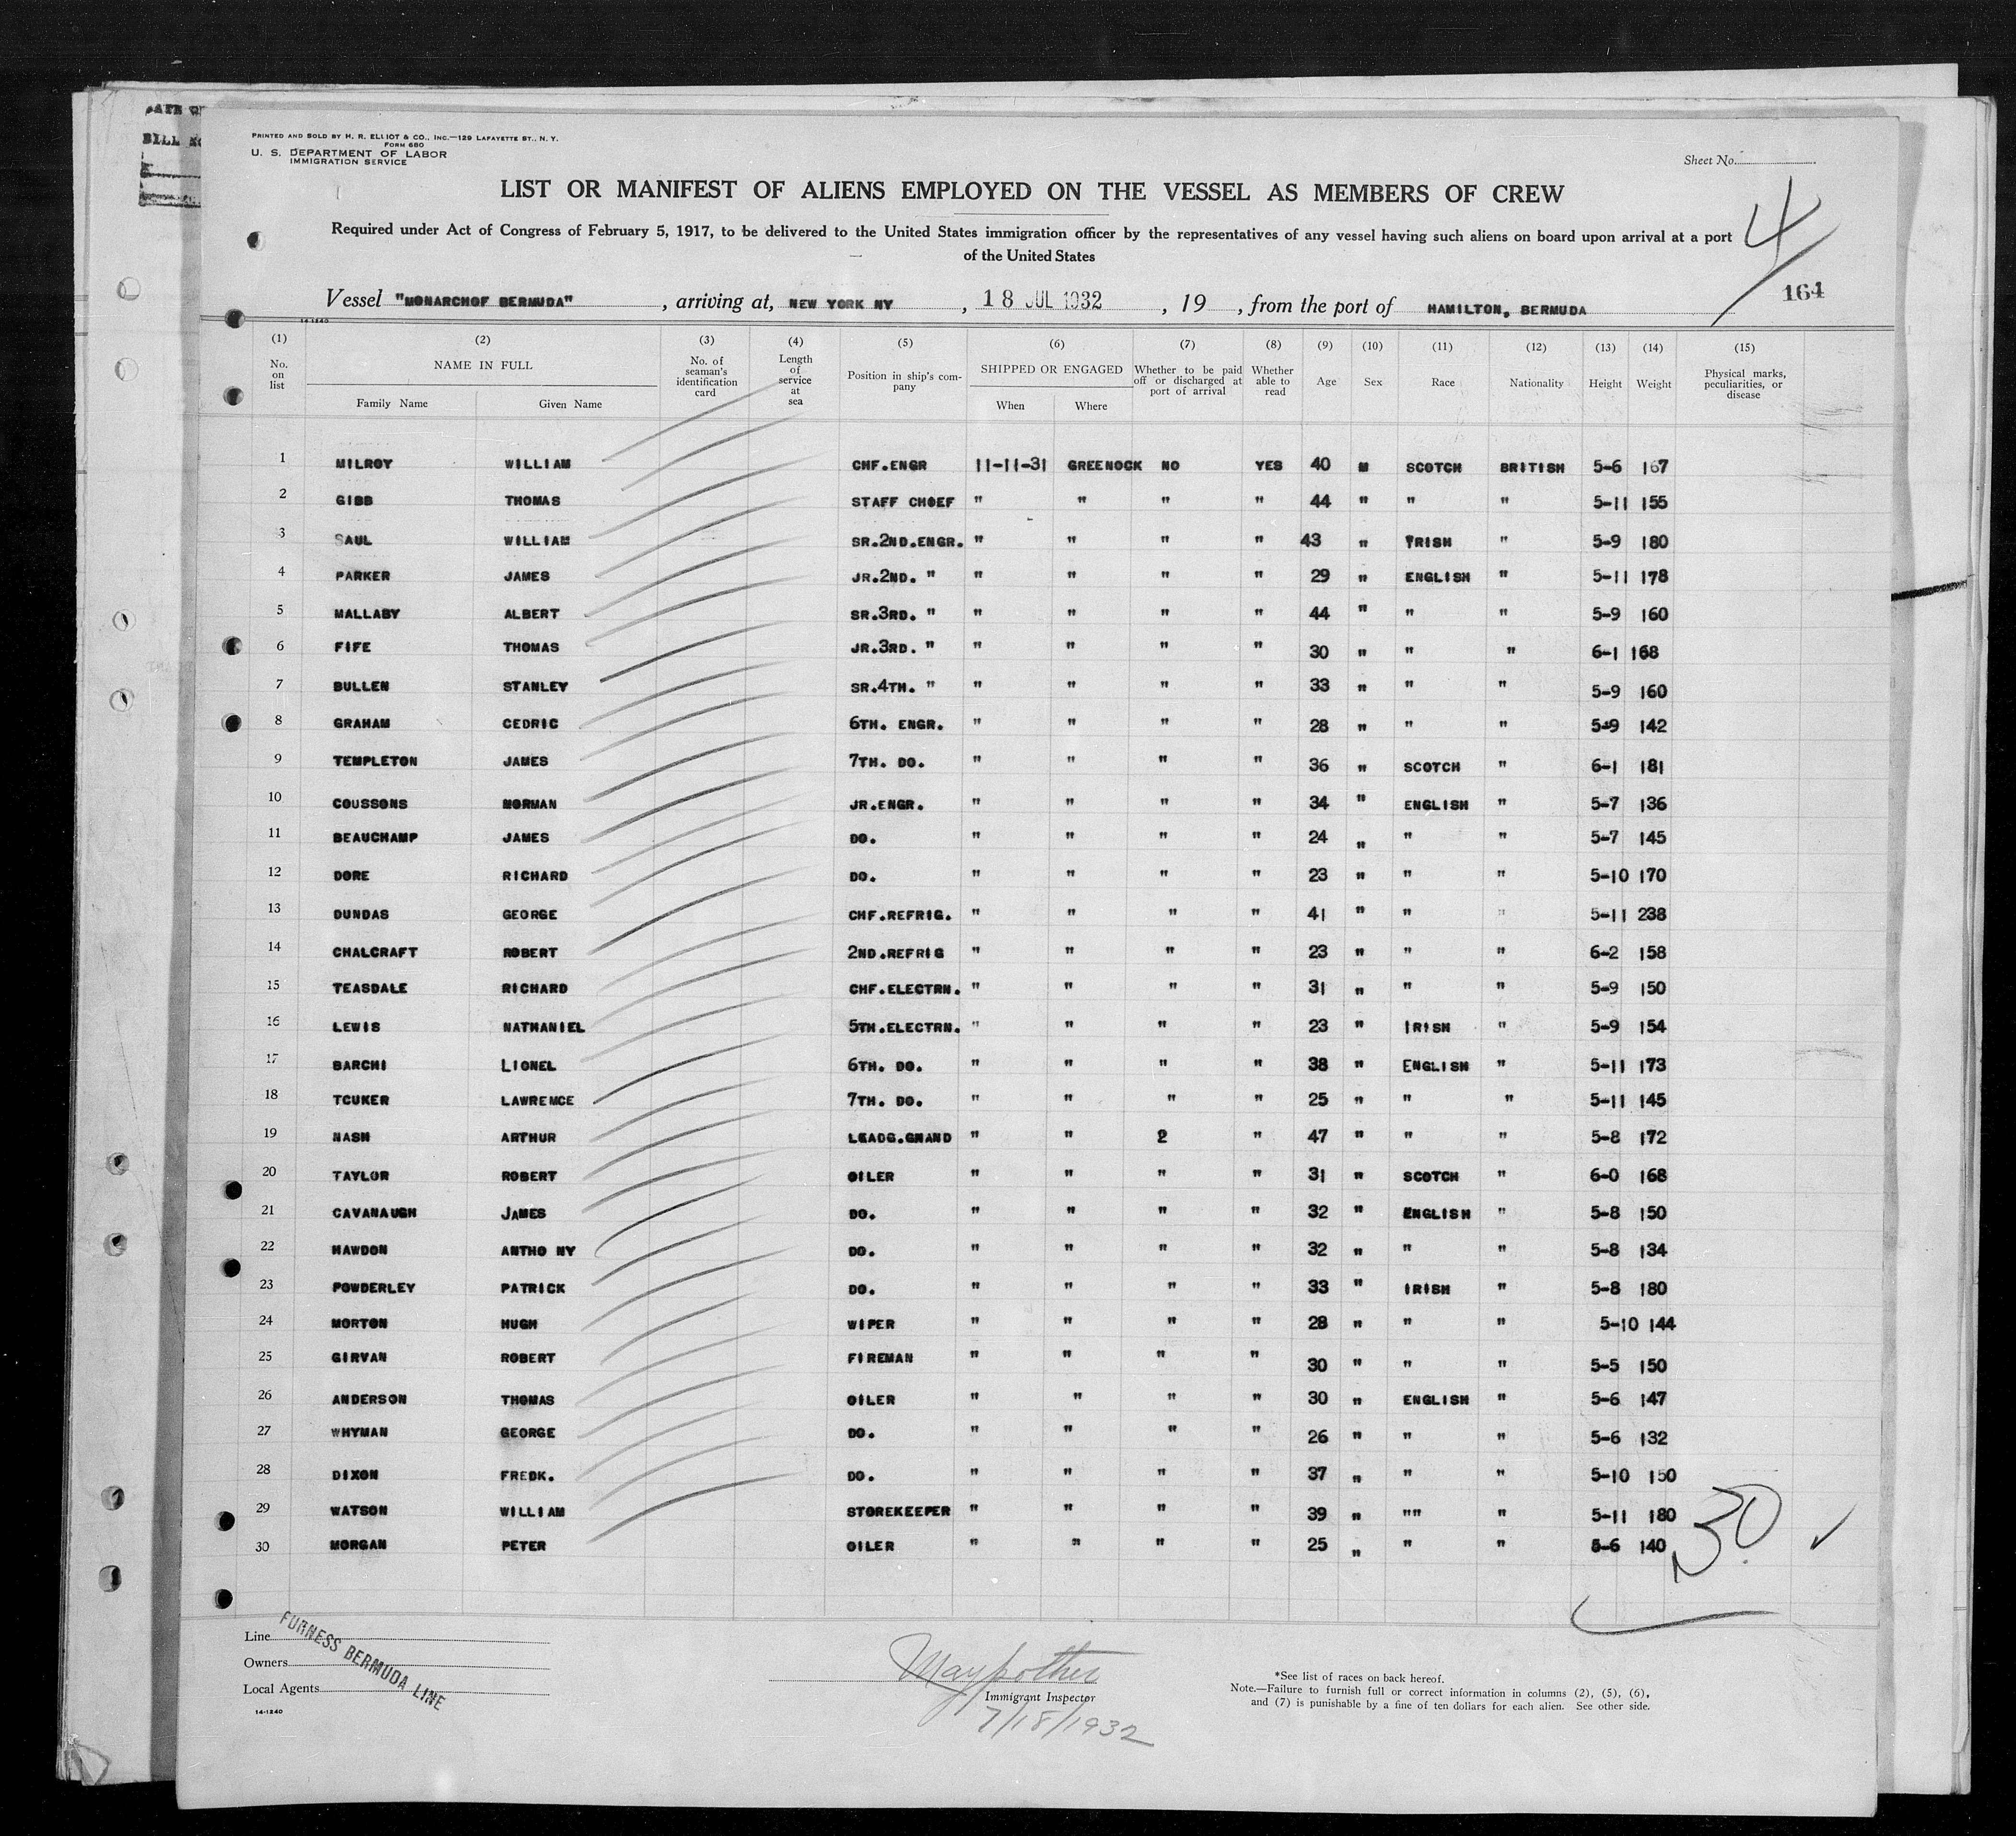 DATE OF
BILL
PRINTED AND SOLD BY H. R. ELLIOT & CO., INC.—129 LAFAYETTE ST., N. Y.
FORM 680
U. S. DEPARTMENT OF LABOR
IMMIGRATION SERVICE
Sheet No.
LIST OR MANIFEST OF ALIENS EMPLOYED ON THE VESSEL AS MEMBERS OF CREW
4
Required under Act of Congress of February 5, 1917, to be delivered to the United States immigration officer by the representatives of any vessel having such aliens on board upon arrival at a port
of the United States
164
Vessel "MONARCHOF BERMUDA", arriving at, NEW YORK NY, 18 JUL 1932, 19, from the port of HAMILTON, BERMUDA
14-1240
(1) (2) (3) (4) (5) (6) (7) (8) (9) (10) (11) (12) (13) (14) (15)
No. on list NAME IN FULL Family Name Given Name No. of seaman's identification card Length of service at sea Position in ship's company SHIPPED OR ENGAGED When Where Whether to be paid off or discharged at port of arrival Whether able to read Age Sex Race Nationality Height Weight Physical marks, peculiarities, or disease
1 MILROY WILLIAM CHF.ENGR 11-11-31 GREENOCK NO YES 40 M SCOTCH BRITISH 5-6 167
2 GIBB THOMAS STAFF CHOEF " " " " 44 " " " 5-11 155
3 SAUL WILLIAM SR.2ND.ENGR. " " " " 43 " IRISH " 5-9 180
4 PARKER JAMES JR.2ND. " " " " " 29 " ENGLISH " 5-11 178
5 MALLABY ALBERT SR.3RD. " " " " " 44 " " " 5-9 160
6 FIFE THOMAS JR.3RD. " " " " " 30 " " " 6-1 168
7 BULLEN STANLEY SR.4TH. " " " " " 33 " " " 5-9 160
8 GRAHAM CEDRIC 6TH. ENGR. " " " " 28 " " " 5-9 142
9 TEMPLETON JAMES 7TH. DO. " " " " 36 " SCOTCH " 6-1 181
10 COUSSONS MORMAN JR.ENGR. " " " " 34 " ENGLISH " 5-7 136
11 BEAUCHAMP JAMES DO. " " " " 24 " " " 5-7 145
12 DORE RICHARD DO. " " " " 23 " " " 5-10 170
13 DUNDAS GEORGE CHF.REFRIG. " " " " 41 " " " 5-11 238
14 CHALCRAFT ROBERT 2ND.REFRIG " " " " 23 " " " 6-2 158
15 TEASDALE RICHARD CHF.ELECTRN. " " " " 31 " " " 5-9 150
16 LEWIS NATHANIEL 5TH.ELECTRN. " " " " 23 " IRISH " 5-9 154
17 BARCHI LIONEL 6TH. DO. " " " " 38 " ENGLISH " 5-11 173
18 TCUKER LAWREMCE 7TH. DO. " " " " 25 " " " 5-11 145
19 NASH ARTHUR LEADG.GHAND " " 2 " 47 " " " 5-8 172
20 TAYLOR ROBERT OILER " " " " 31 " SCOTCH " 6-0 168
21 CAVANAUGH JAMES DO. " " " " 32 " ENGLISH " 5-8 150
22 HAWDON ANTHO NY DO. " " " " 32 " " " 5-8 134
23 POWDERLEY PATRICK DO. " " " " 33 " IRISH " 5-8 180
24 MORTON HUGH WIPER " " " " 28 " " " 5-10 144
25 GIRVAN ROBERT FIREMAN " " " " 30 " " " 5-5 150
26 ANDERSON THOMAS OILER " " " " 30 " ENGLISH " 5-6 147
27 WHYMAN GEORGE DO. " " " " 26 " " " 5-6 132
28 DIXON FREDK. DO. " " " " 37 " " " 5-10 150
29 WATSON WILLIAM STOREKEEPER " " " " 39 " "" " 5-11 180
30 MORGAN PETER OILER " " " " 25 " " " 5-6 140
30 ✓
Line
Owners
Local Agents
FURNESS BERMUDA LINE
14-1240
Immigrant Inspector
7/18/1932
*See list of races on back hereof.
Note.—Failure to furnish full or correct information in columns (2), (5), (6),
and (7) is punishable by a fine of ten dollars for each alien. See other side.